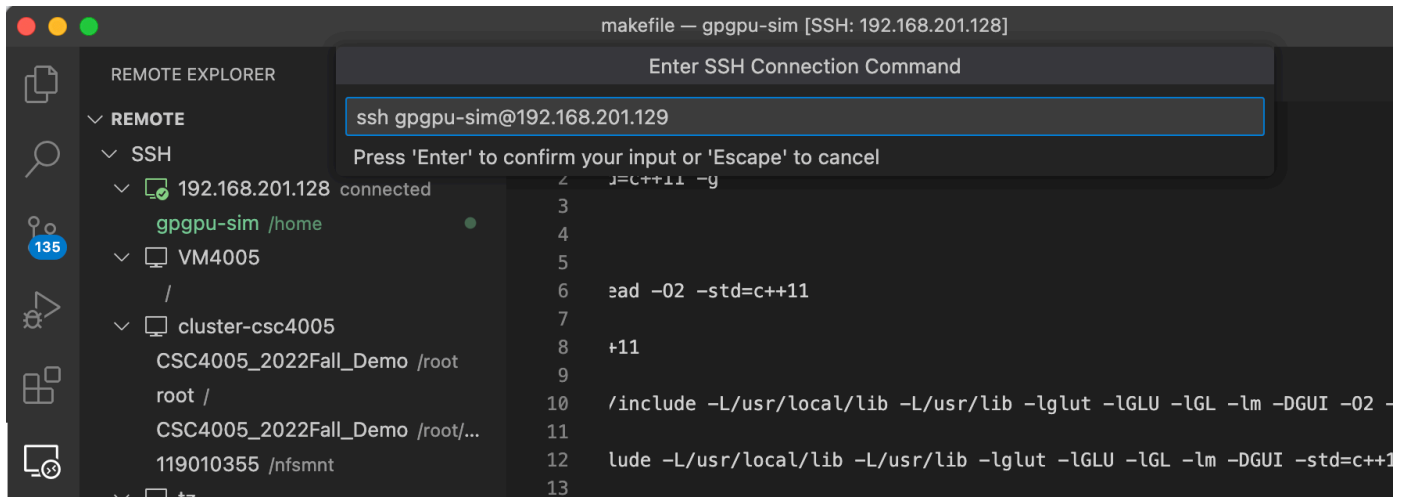 makefile — gpgpu-sim [SSH: 192.168.201.128]
REMOTE EXPLORER
Enter SSH Connection Command
ssh gpgpu-sim@192.168.201.129
Press 'Enter' to confirm your input or 'Escape' to cancel
REMOTE
SSH
192.168.201.128 connected
gpgpu-sim /home
VM4005
/
cluster-csc4005
CSC4005_2022Fall_Demo /root
root /
CSC4005_2022Fall_Demo /root/...
119010355 /nfsmnt
135
2 d=c++11 -g
3
4
5
6 ead -O2 -std=c++11
7
8 +11
9
10 /include -L/usr/local/lib -L/usr/lib -lglut -lGLU -lGL -lm -DGUI -O2 -
11
12 lude -L/usr/local/lib -L/usr/lib -lglut -lGLU -lGL -lm -DGUI -std=c++1
13